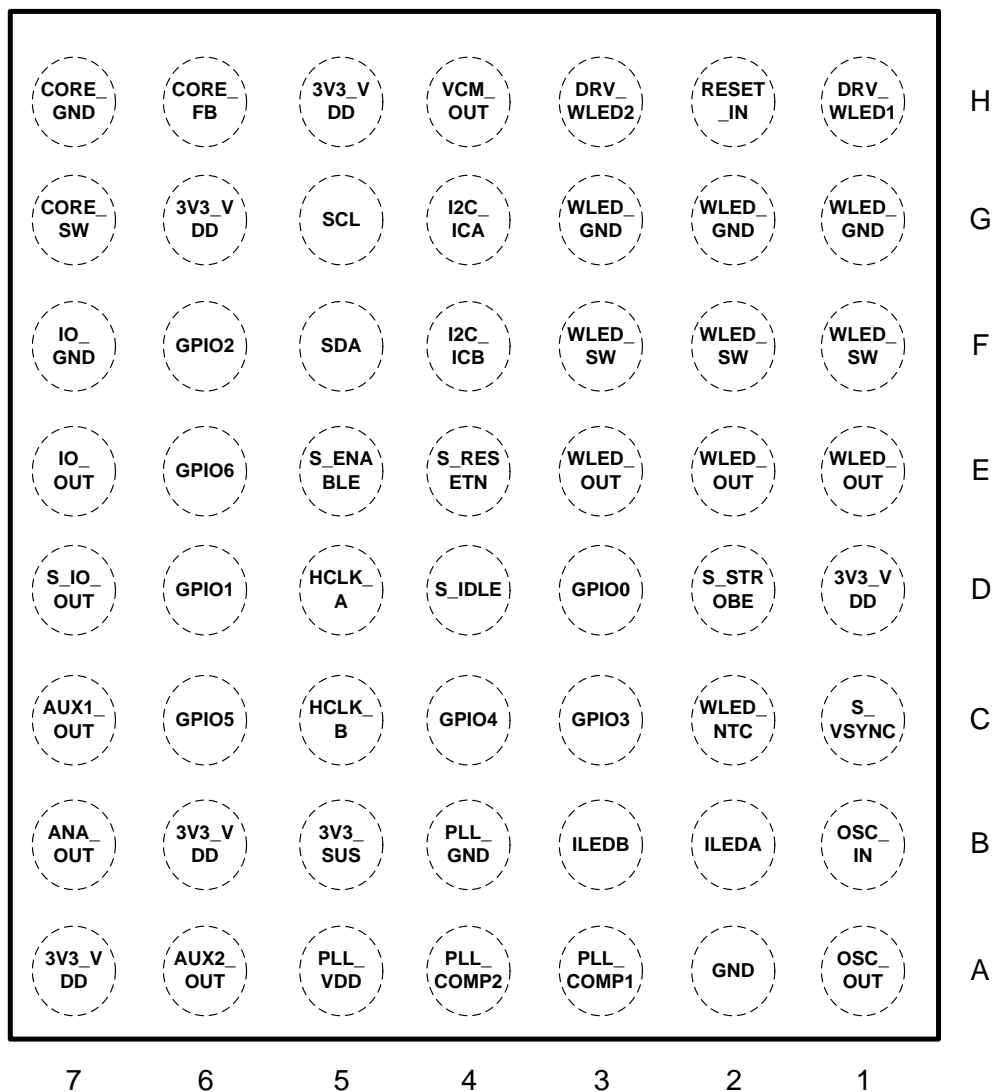 CORE_ CORE_ 3V3_V VCM_ DRV_ RESET DRV_
GND FB DD OUT WLED2 _IN WLED1 H
CORE_ 3V3_V SCL I2C_ WLED_ WLED_ WLED_
SW DD ICA GND GND GND G
IO_ GPIO2 SDA I2C_ WLED_ WLED_ WLED_
GND ICB SW SW SW F
IO_ GPIO6 S_ENA S_RES WLED_ WLED_ WLED_
OUT BLE ETN OUT OUT OUT E
S_IO_ GPIO1 HCLK_ S_IDLE GPIO0 S_STR 3V3_V
OUT A OBE DD D
AUX1_ GPIO5 HCLK_ GPIO4 GPIO3 WLED_ S_
OUT B NTC VSYNC C
ANA_ 3V3_V 3V3_ PLL_ ILEDB ILEDA OSC_
OUT DD SUS GND IN B
3V3_V AUX2_ PLL_ PLL_ PLL_ GND OSC_
DD OUT VDD COMP2 COMP1 OUT A
7 6 5 4 3 2 1